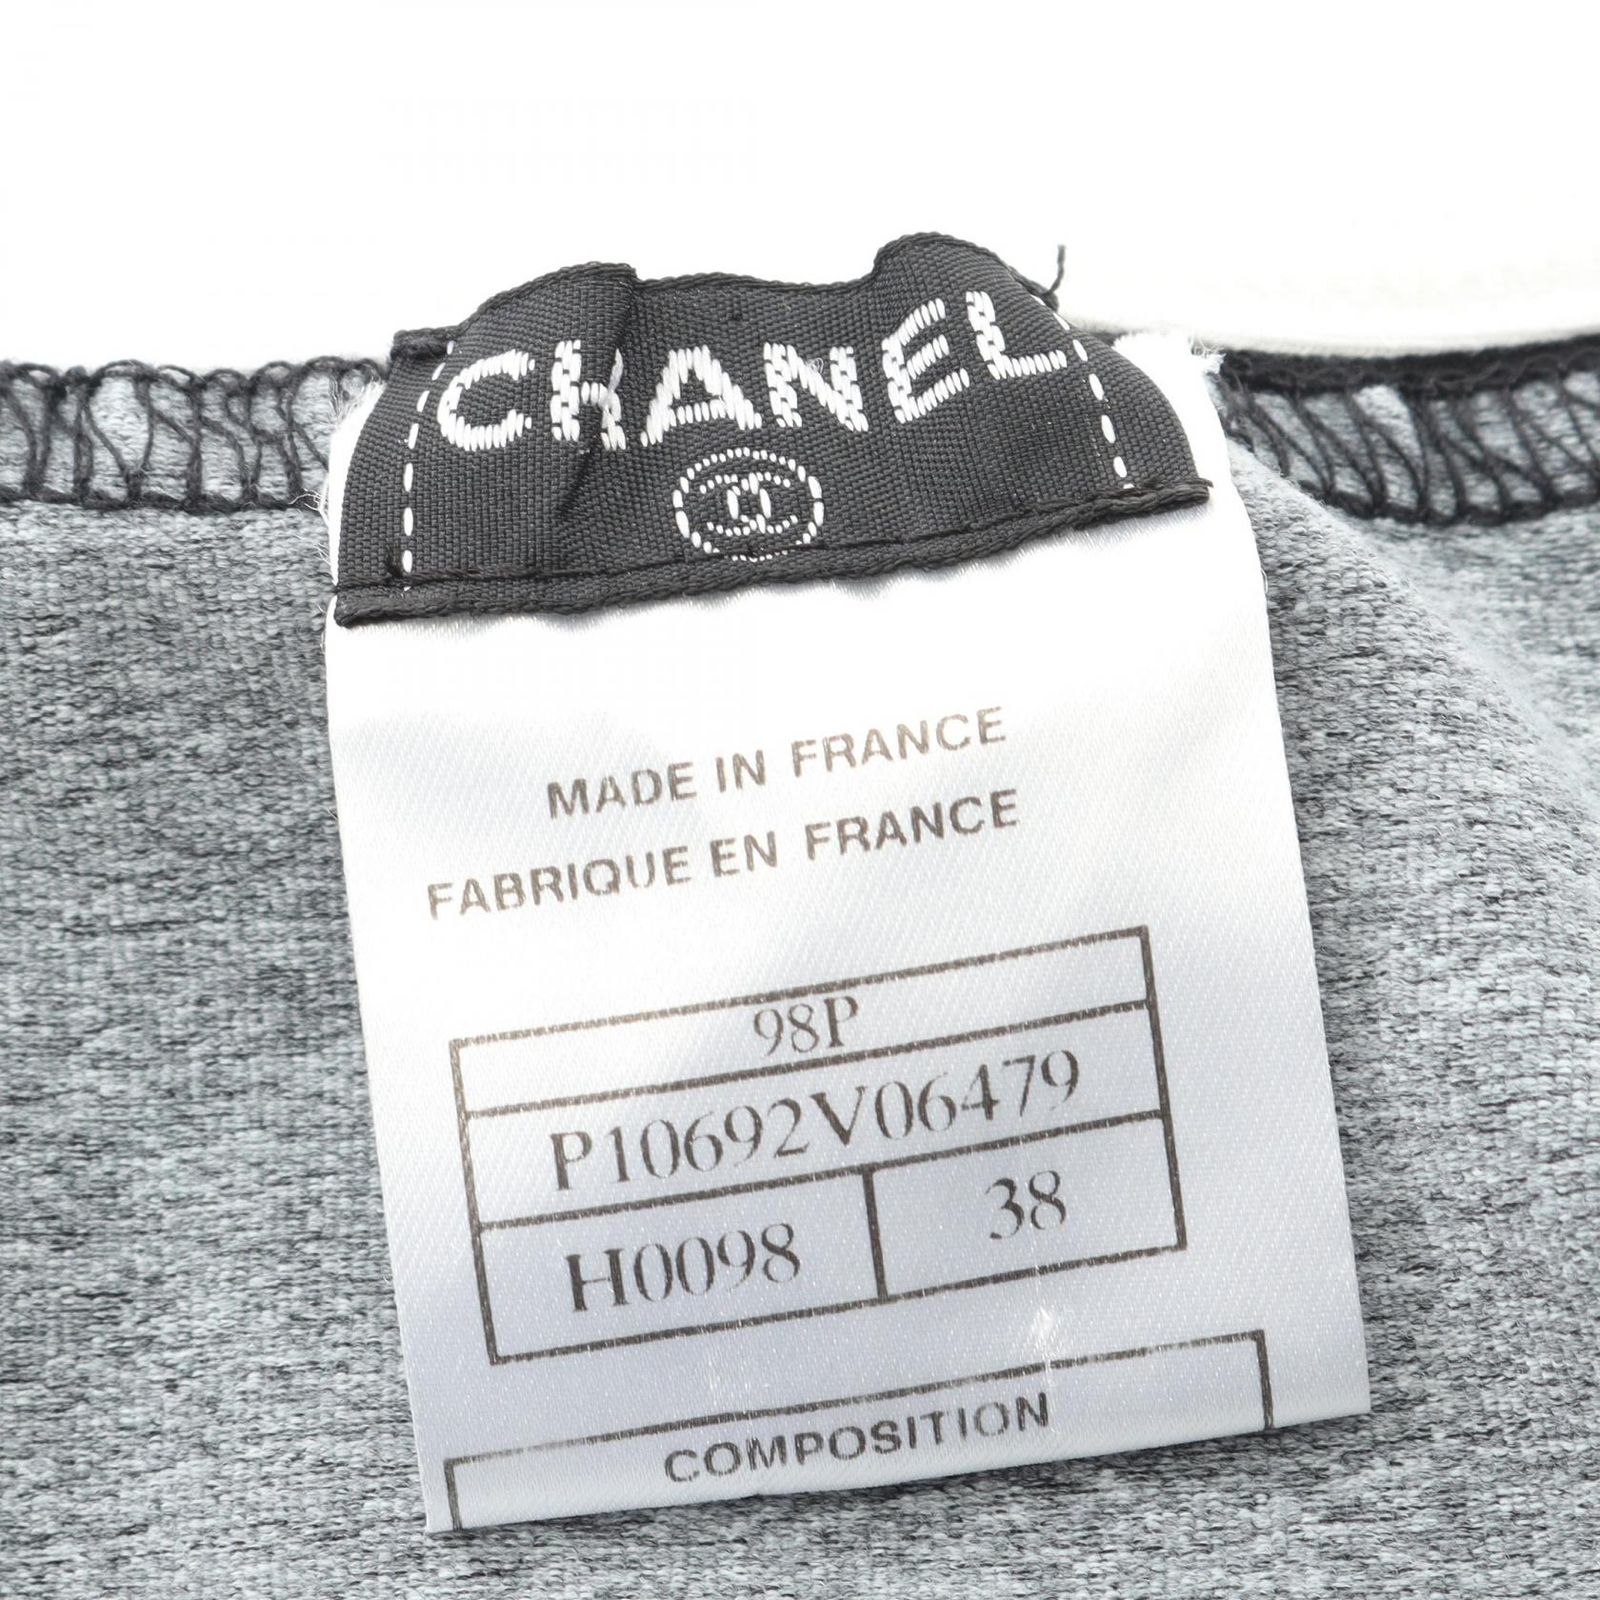 CHANEL
MADE IN FRANCE
FABRIQUE EN FRANCE
98P
P10692V06479
H0098 38
COMPOSITION